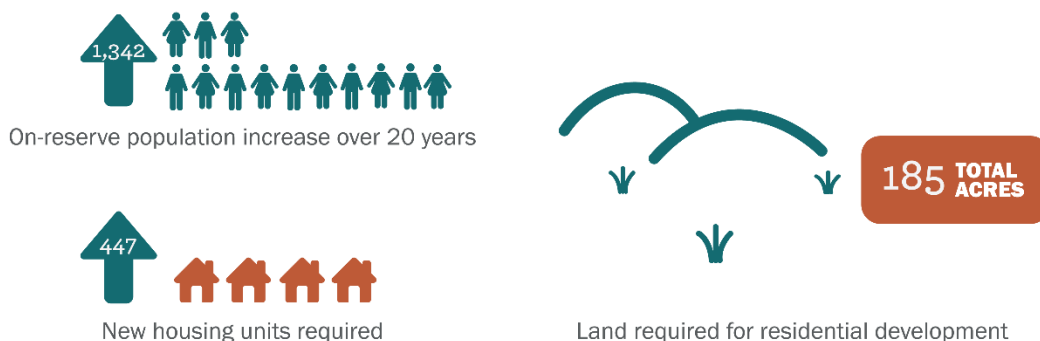 1,342
On-reserve population increase over 20 years
447
New housing units required
185 TOTAL
ACRES
Land required for residential development